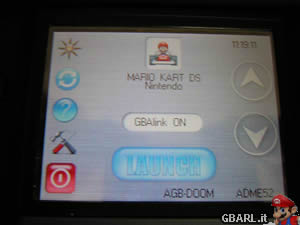 11:19:11
MARIO KART DS
Nintendo
GBAlink ON
LAUNCH
AGB-DOOM ADME52
GBARL.it